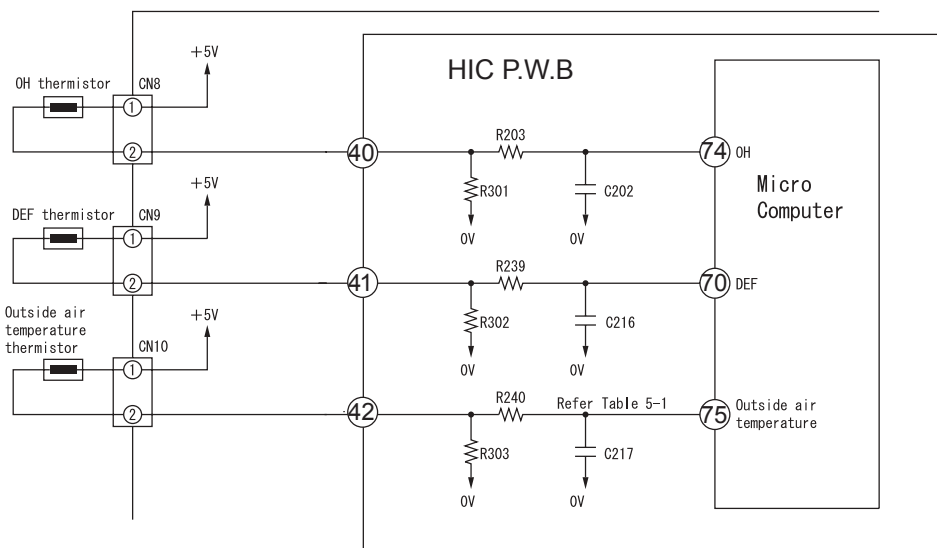 HIC P.W.B
OH thermistor
CN8
+5V
1
2
40
R203
R301
0V
C202
0V
74
OH
Micro
Computer
DEF thermistor
CN9
+5V
1
2
41
R239
R302
0V
C216
0V
70
DEF
Outside air
temperature
thermistor
CN10
+5V
1
2
42
R240
Refer Table 5-1
R303
0V
C217
0V
75
Outside air
temperature